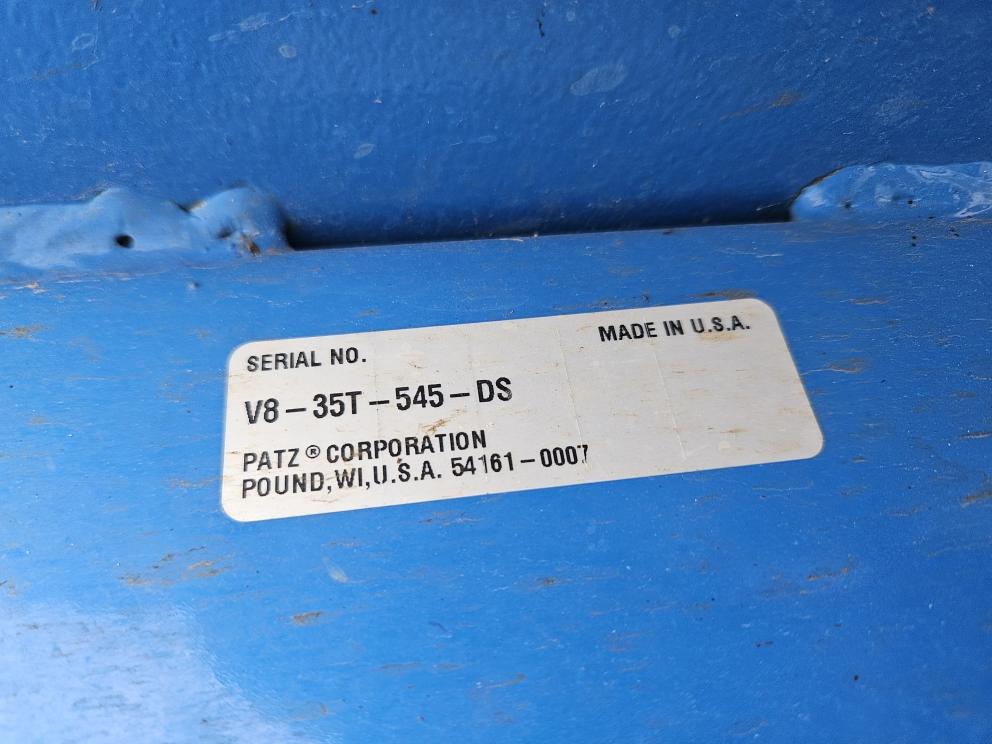 SERIAL NO.
MADE IN U.S.A.
V8-35T-545-DS
PATZ® CORPORATION
POUND, WI, U.S.A. 54161-0007